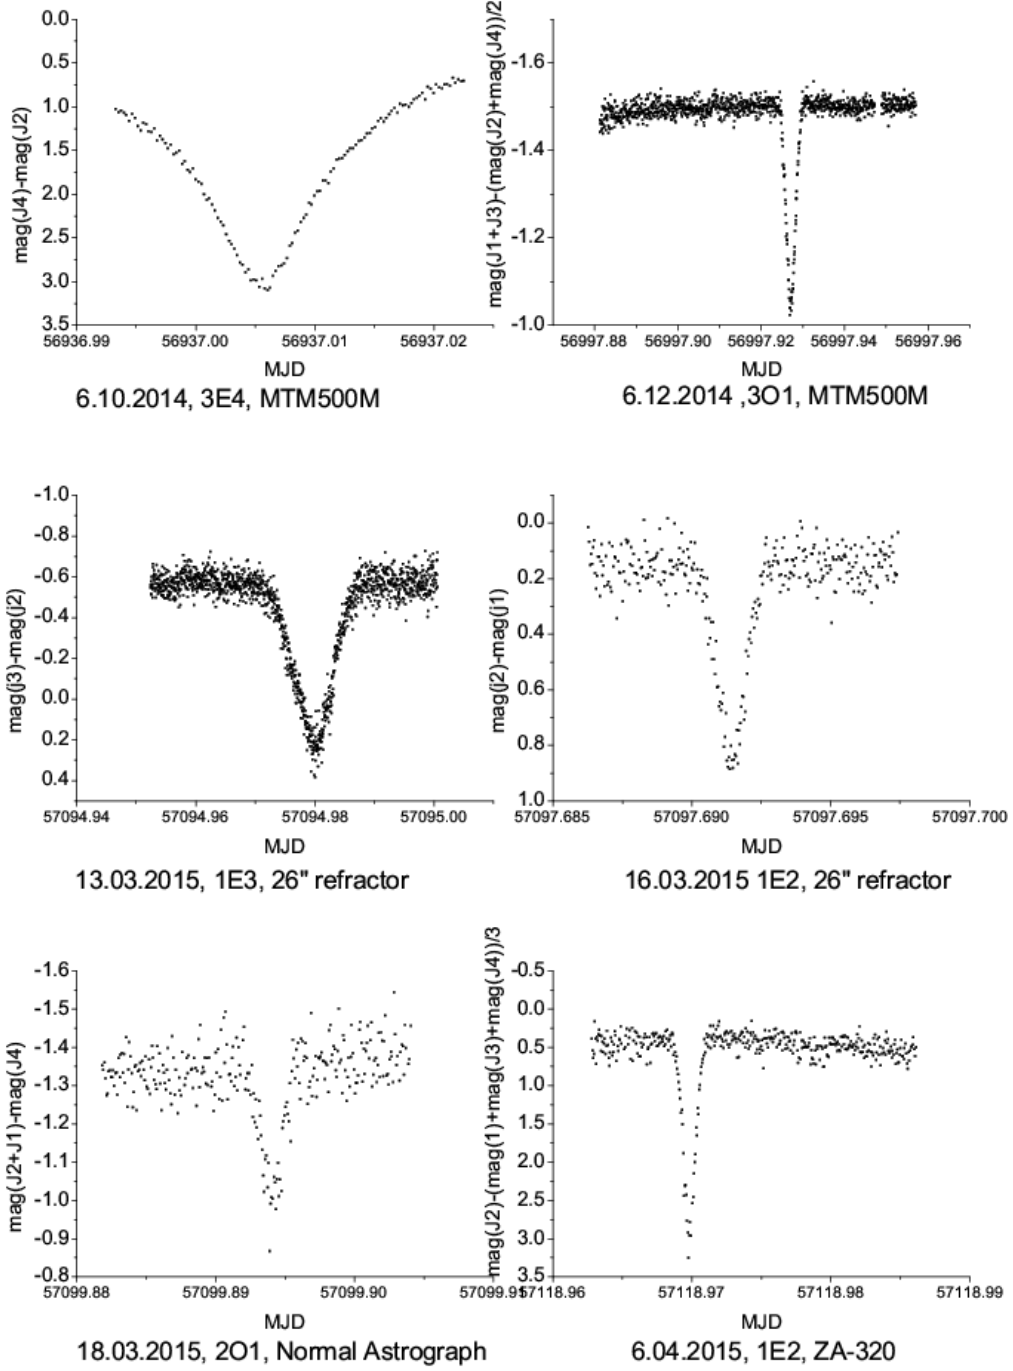 0.0
0.5
1.0
1.5
2.0
2.5
3.0
3.5
mag(J4)-mag(J2)
56936.99 56937.00 56937.01 56937.02
MJD
6.10.2014, 3E4, MTM500M
-1.6
-1.4
-1.2
-1.0
mag(J1+J3)-(mag(J2)+mag(J4))/2
56997.88 56997.90 56997.92 56997.94 56997.96
MJD
6.12.2014 ,3O1, MTM500M
-1.0
-0.8
-0.6
-0.4
-0.2
0.0
0.2
0.4
mag(j3)-mag(j2)
57094.94 57094.96 57094.98 57095.00
MJD
13.03.2015, 1E3, 26" refractor
0.0
0.2
0.4
0.6
0.8
1.0
mag(j2)-mag(j1)
57097.685 57097.690 57097.695 57097.700
MJD
16.03.2015 1E2, 26" refractor
-1.6
-1.5
-1.4
-1.3
-1.2
-1.1
-1.0
-0.9
-0.8
mag(J2+J1)-mag(J4)
57099.88 57099.89 57099.90 57099.91
MJD
18.03.2015, 2O1, Normal Astrograph
-0.5
0.0
0.5
1.0
1.5
2.0
2.5
3.0
3.5
mag(J2)-(mag(1)+mag(J3)+mag(J4))/3
57118.96 57118.97 57118.98 57118.99
MJD
6.04.2015, 1E2, ZA-320